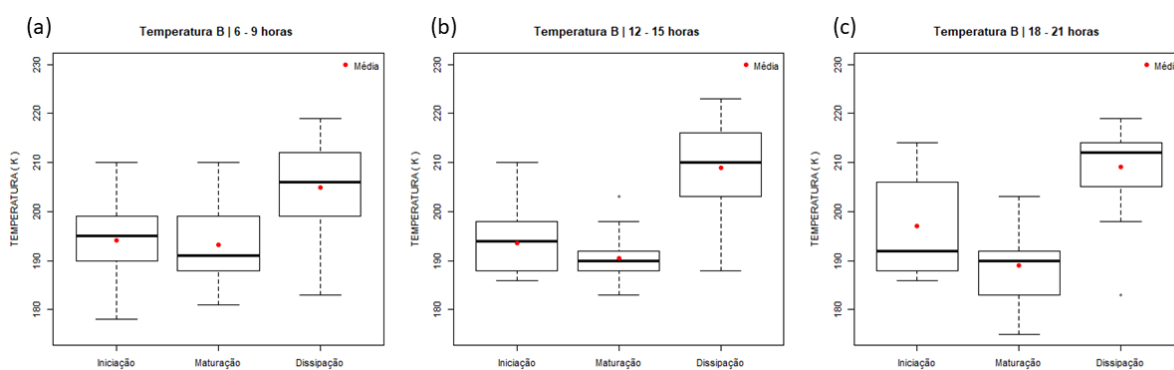 (a)
Temperatura B | 6 - 9 horas
TEMPERATURA ( K )
230
220
210
200
190
180
Média
Iniciação
Maturação
Dissipação
(b)
Temperatura B | 12 - 15 horas
TEMPERATURA ( K )
230
220
210
200
190
180
Média
Iniciação
Maturação
Dissipação
(c)
Temperatura B | 18 - 21 horas
TEMPERATURA ( K )
230
220
210
200
190
180
Média
Iniciação
Maturação
Dissipação